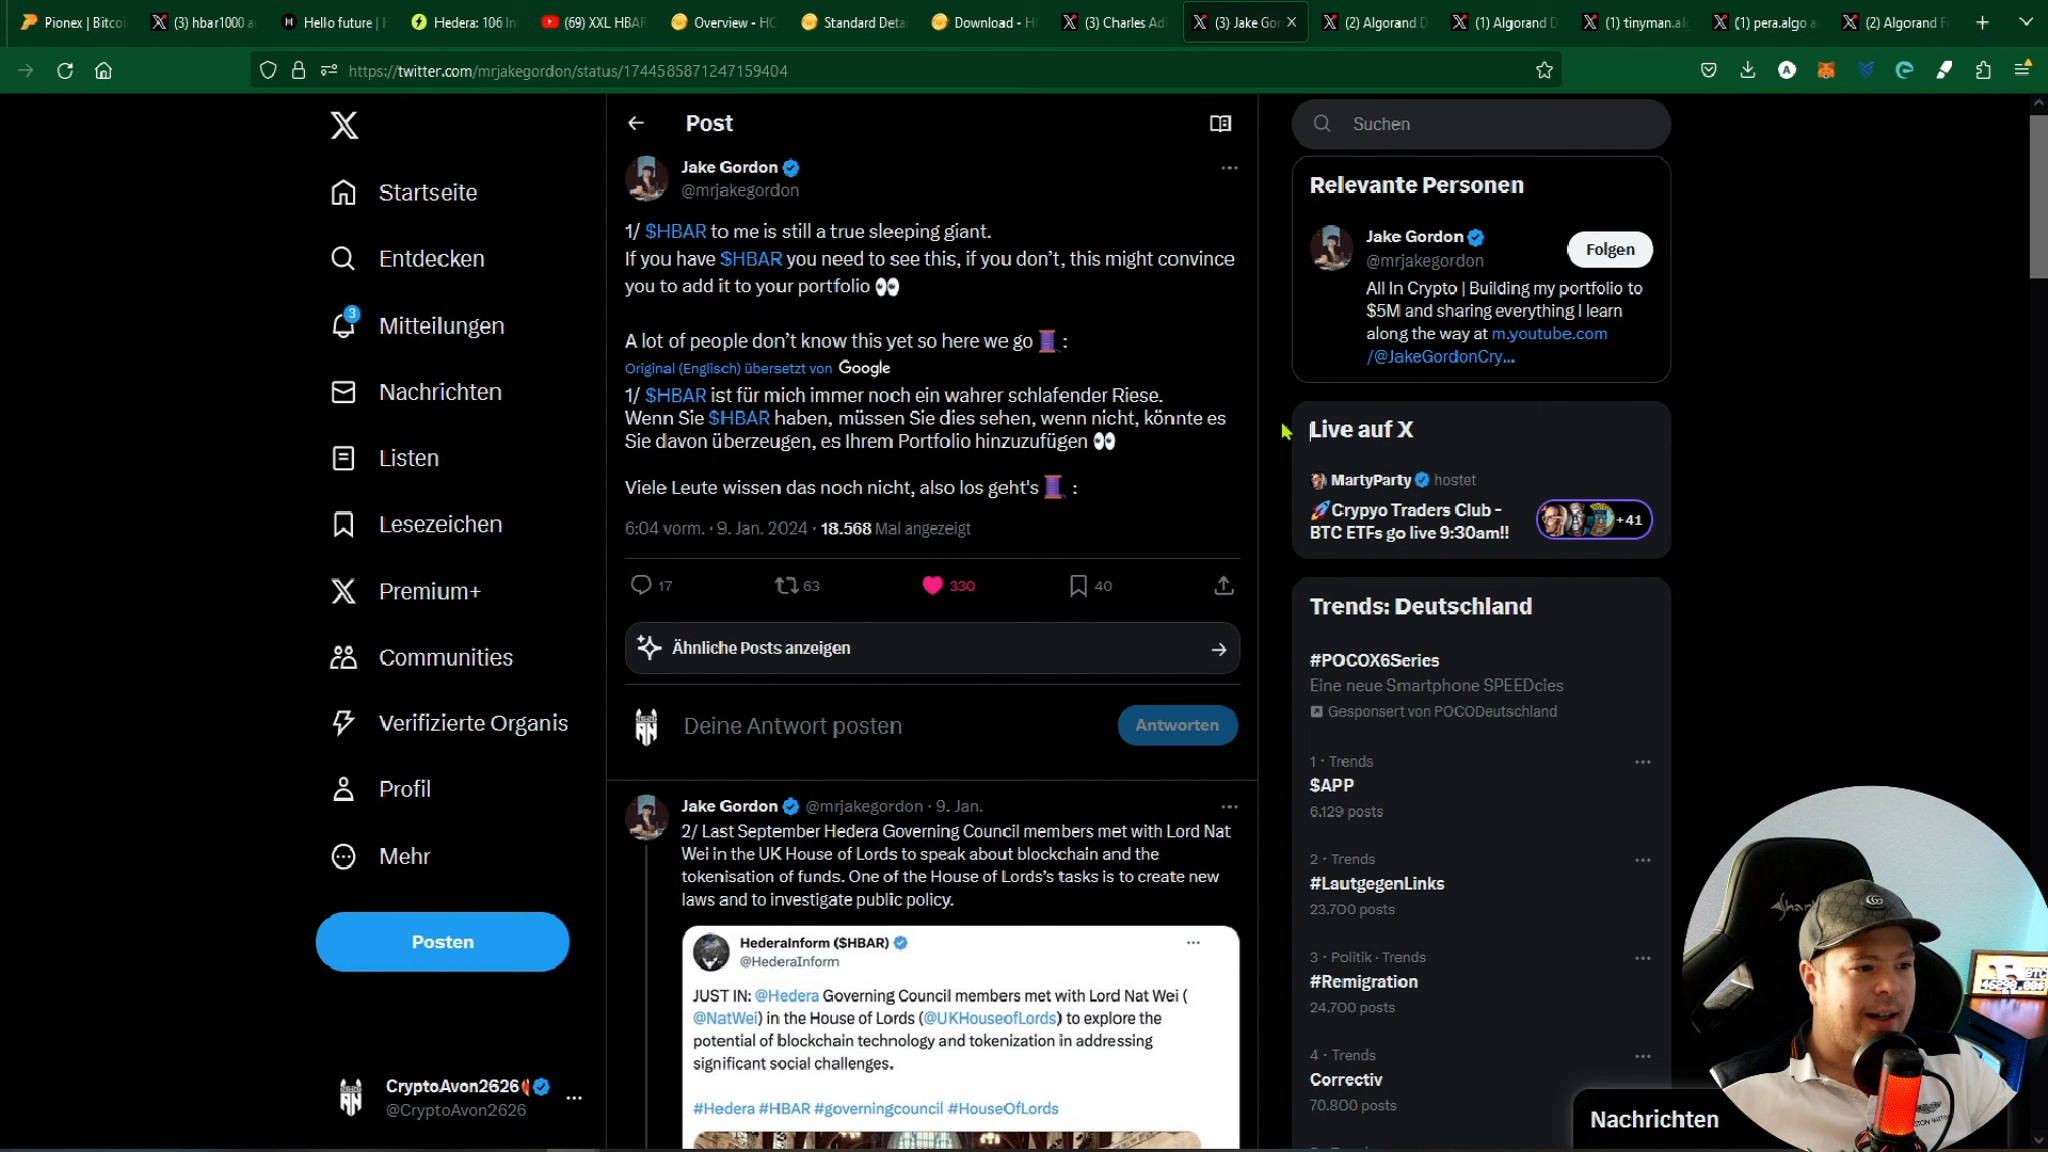 Pionex | Bitcoi
(3) hbar1000 a
Hello future |
Hedera: 106 In
(69) XXL HBAR
Overview - HC
Standard Deta
Download - H
(3) Charles Ad
(3) Jake Gor
(2) Algorand D
(1) Algorand D
(1) tinyman.al
(1) pera.algo a
(2) Algorand F
https://twitter.com/mrjakegordon/status/1744585871247159404
Startseite
Entdecken
3
Mitteilungen
Nachrichten
Listen
Lesezeichen
Premium+
Communities
Verifizierte Organis
Profil
Mehr
Posten
CryptoAvon2626
@CryptoAvon2626
Post
Jake Gordon
@mrjakegordon
1/ $HBAR to me is still a true sleeping giant.
If you have $HBAR you need to see this, if you don't, this might convince
you to add it to your portfolio 👀
A lot of people don't know this yet so here we go 🧵:
Original (Englisch) übersetzt von Google
1/ $HBAR ist für mich immer noch ein wahrer schlafender Riese.
Wenn Sie $HBAR haben, müssen Sie dies sehen, wenn nicht, könnte es
Sie davon überzeugen, es Ihrem Portfolio hinzuzufügen 👀
Viele Leute wissen das noch nicht, also los geht's 🧵 :
6:04 vorm. · 9. Jan. 2024 · 18.568 Mal angezeigt
17 63 330 40
Ähnliche Posts anzeigen
Deine Antwort posten
Antworten
Jake Gordon @mrjakegordon · 9. Jan.
2/ Last September Hedera Governing Council members met with Lord Nat
Wei in the UK House of Lords to speak about blockchain and the
tokenisation of funds. One of the House of Lords's tasks is to create new
laws and to investigate public policy.
HederaInform ($HBAR)
@HederaInform
JUST IN: @Hedera Governing Council members met with Lord Nat Wei (
@NatWei) in the House of Lords (@UKHouseofLords) to explore the
potential of blockchain technology and tokenization in addressing
significant social challenges.
#Hedera #HBAR #governingcouncil #HouseOfLords
Suchen
Relevante Personen
Jake Gordon
@mrjakegordon
Folgen
All In Crypto | Building my portfolio to
$5M and sharing everything I learn
along the way at m.youtube.com
/@JakeGordonCry...
Live auf X
MartyParty hostet
🚀Crypyo Traders Club -
BTC ETFs go live 9:30am!!
+41
Trends: Deutschland
#POCOX6Series
Eine neue Smartphone SPEEDcies
Gesponsert von POCODeutschland
1 · Trends
$APP
6.129 posts
2 · Trends
#LautgegenLinks
23.700 posts
3 · Politik · Trends
#Remigration
24.700 posts
4 · Trends
Correctiv
70.800 posts
Nachrichten
BTC